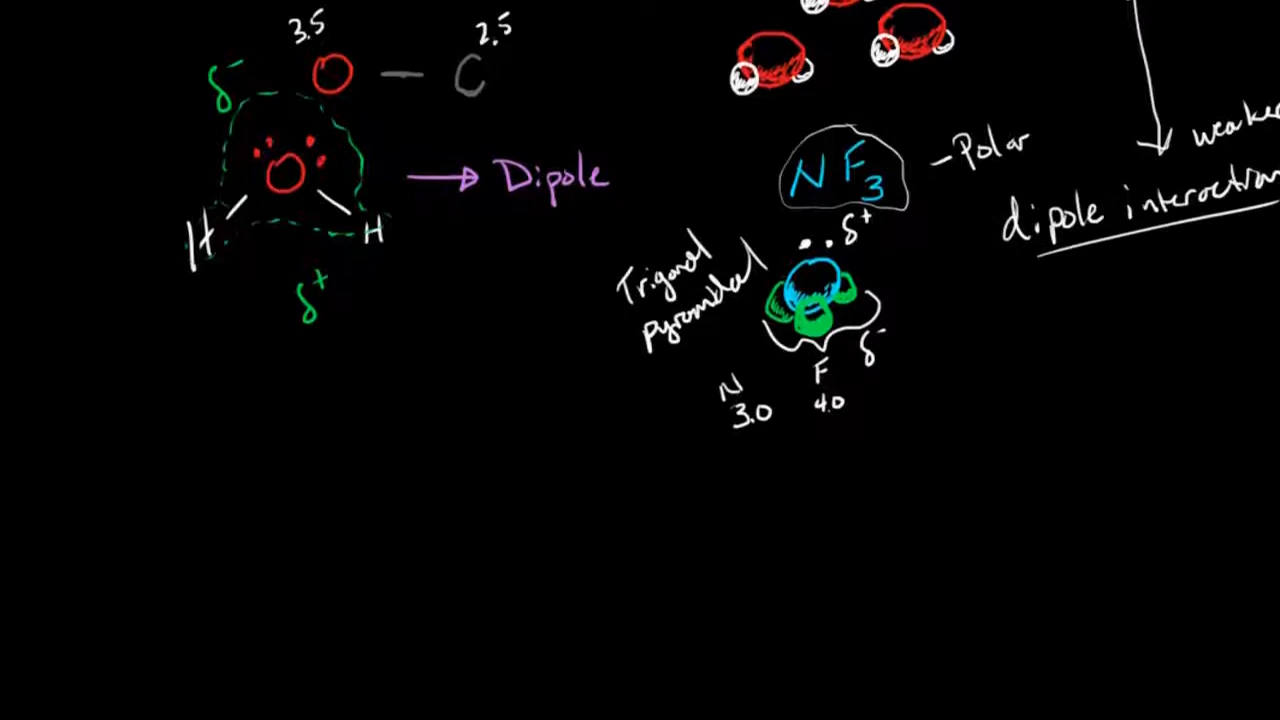 3.5
2.5
O — C
δ-
O
H
H
δ+
→ Dipole
NF3
- Polar
weaker
dipole interaction
δ+
Trigonal
pyramidal
δ-
N
3.0
F
4.0